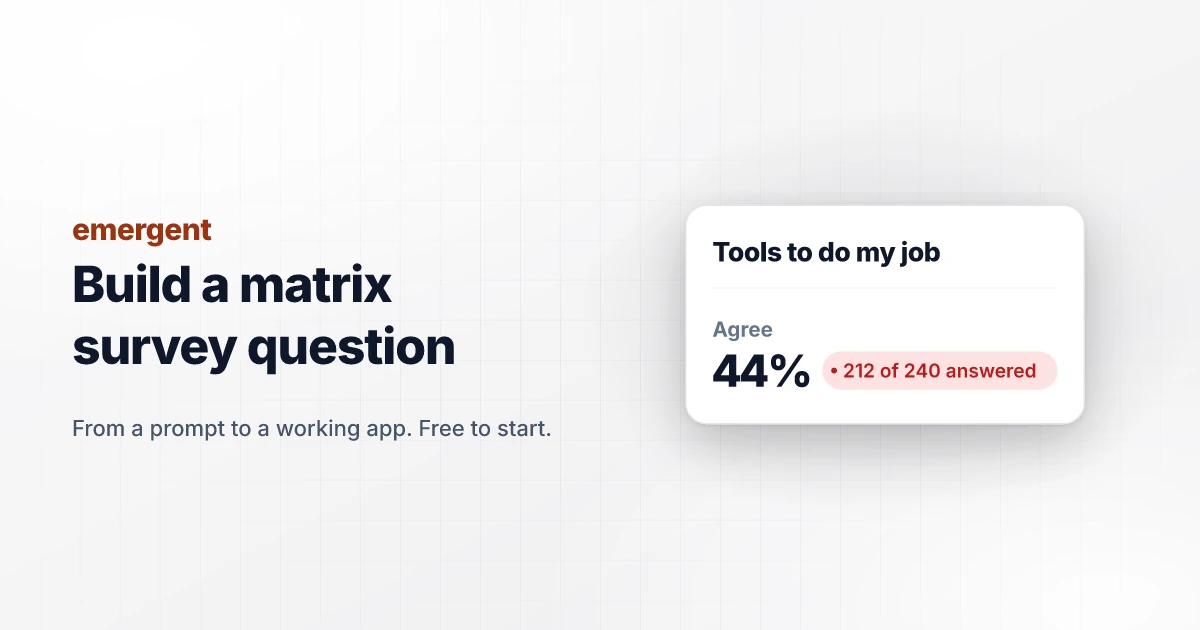 emergent
Build a matrix
survey question
From a prompt to a working app. Free to start.
Tools to do my job
Agree
44% • 212 of 240 answered